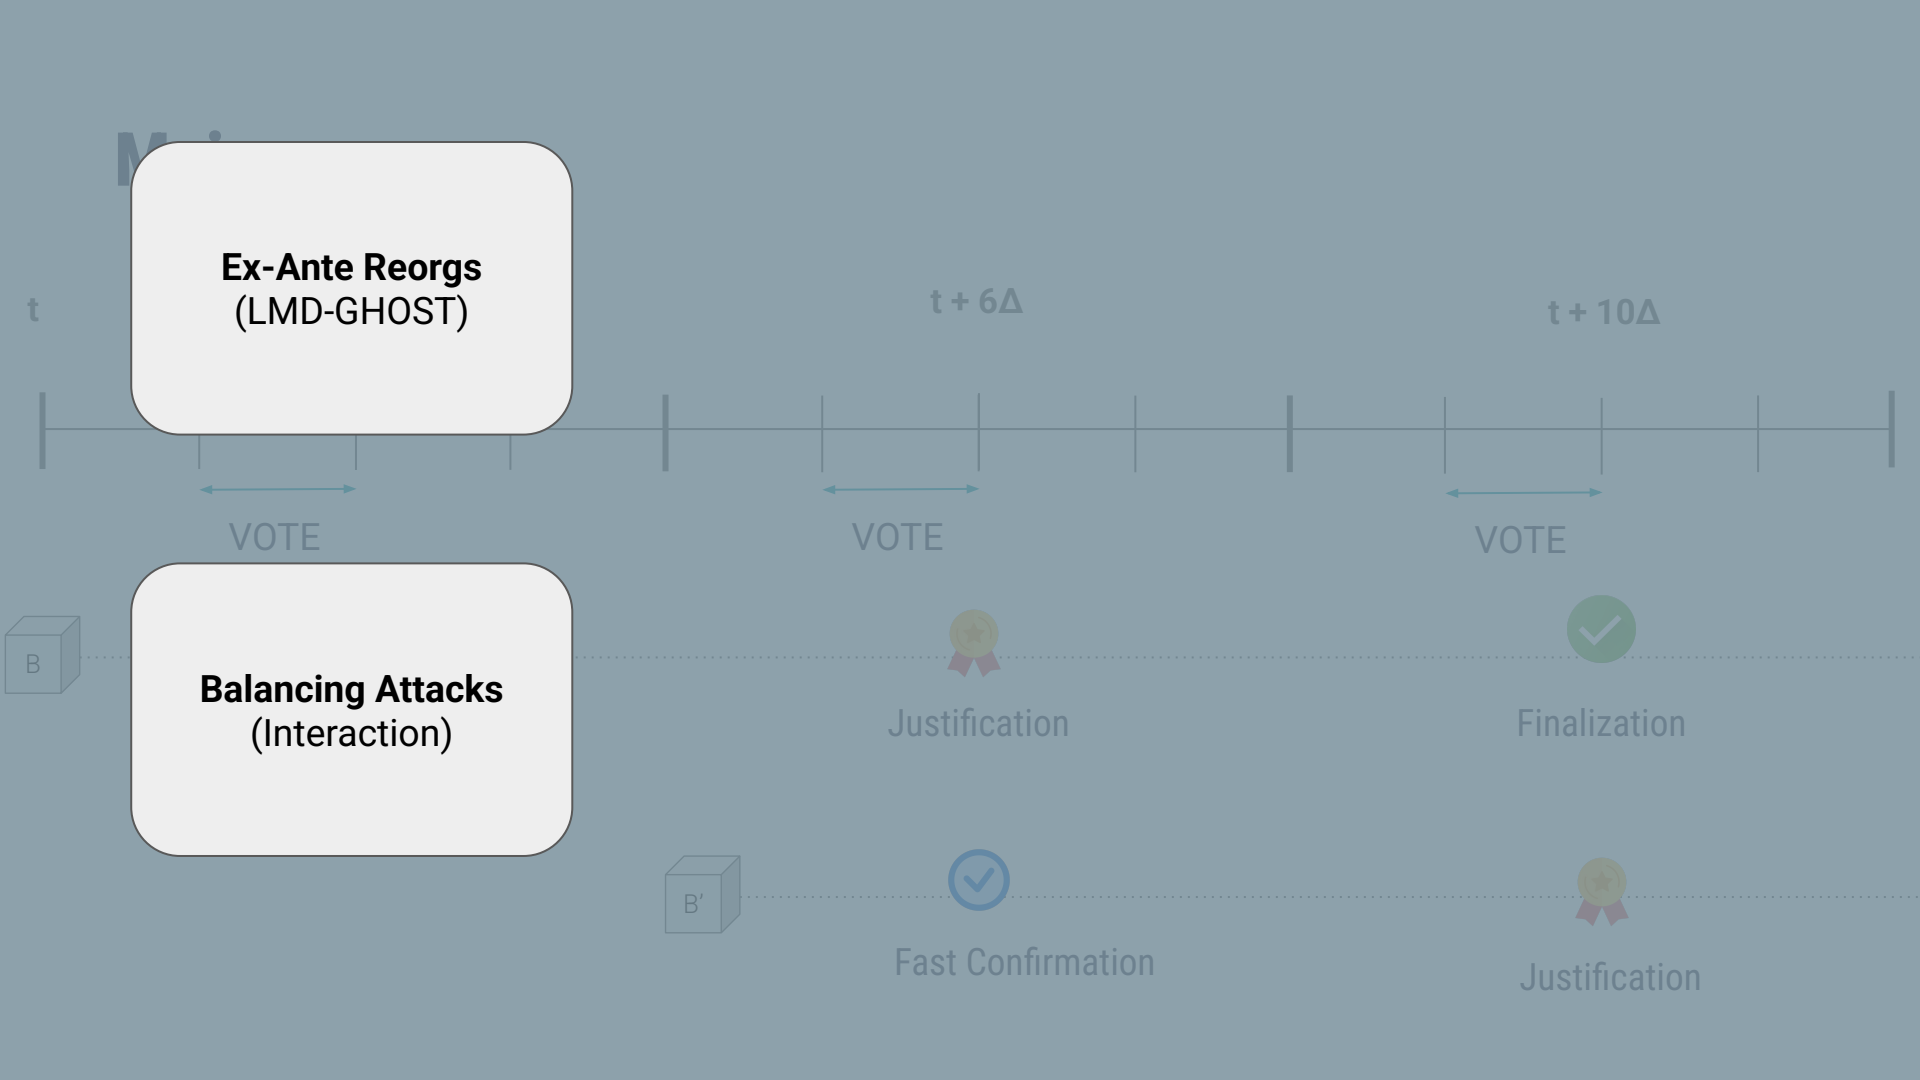 Ex-Ante Reorgs
(LMD-GHOST)
t
t + 6Δ
t + 10Δ
VOTE
VOTE
VOTE
Balancing Attacks
(Interaction)
B
Justification
Finalization
B'
Fast Confirmation
Justification